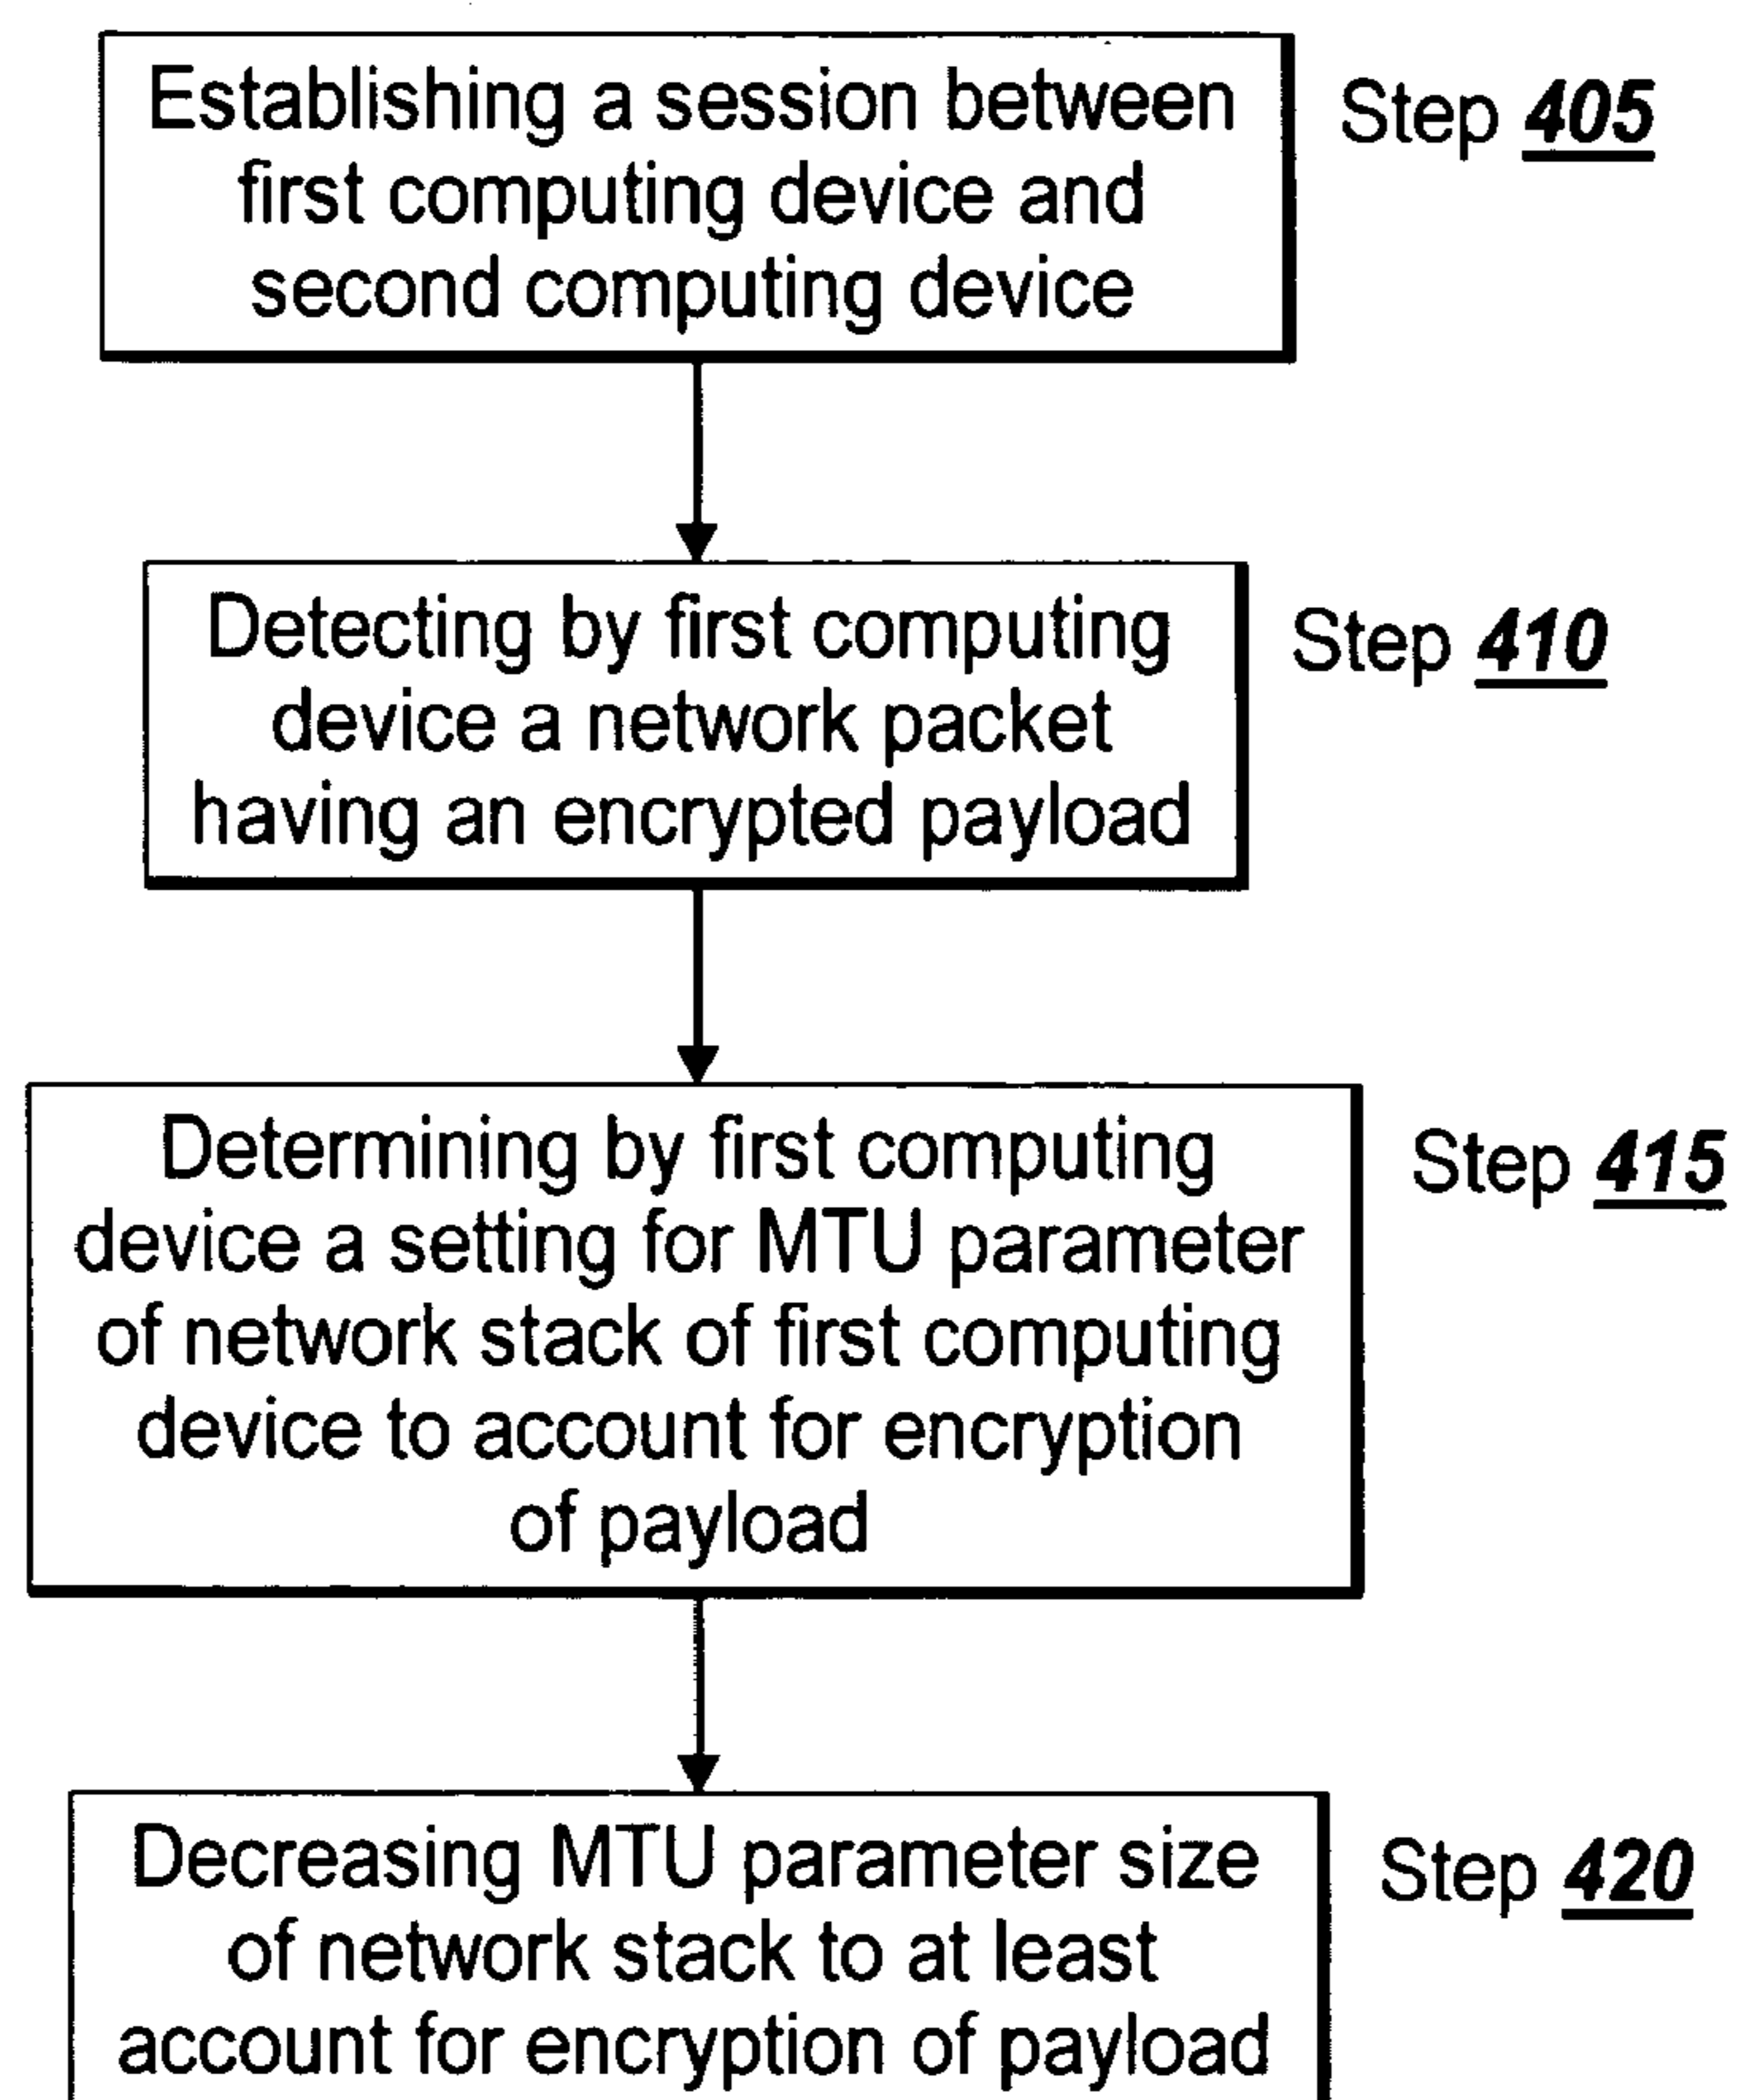 Establishing a session between
first computing device and
second computing device
Step 405
Detecting by first computing
device a network packet
having an encrypted payload
Step 410
Determining by first computing
device a setting for MTU parameter
of network stack of first computing
device to account for encryption
of payload
Step 415
Decreasing MTU parameter size
of network stack to at least
account for encryption of payload
Step 420